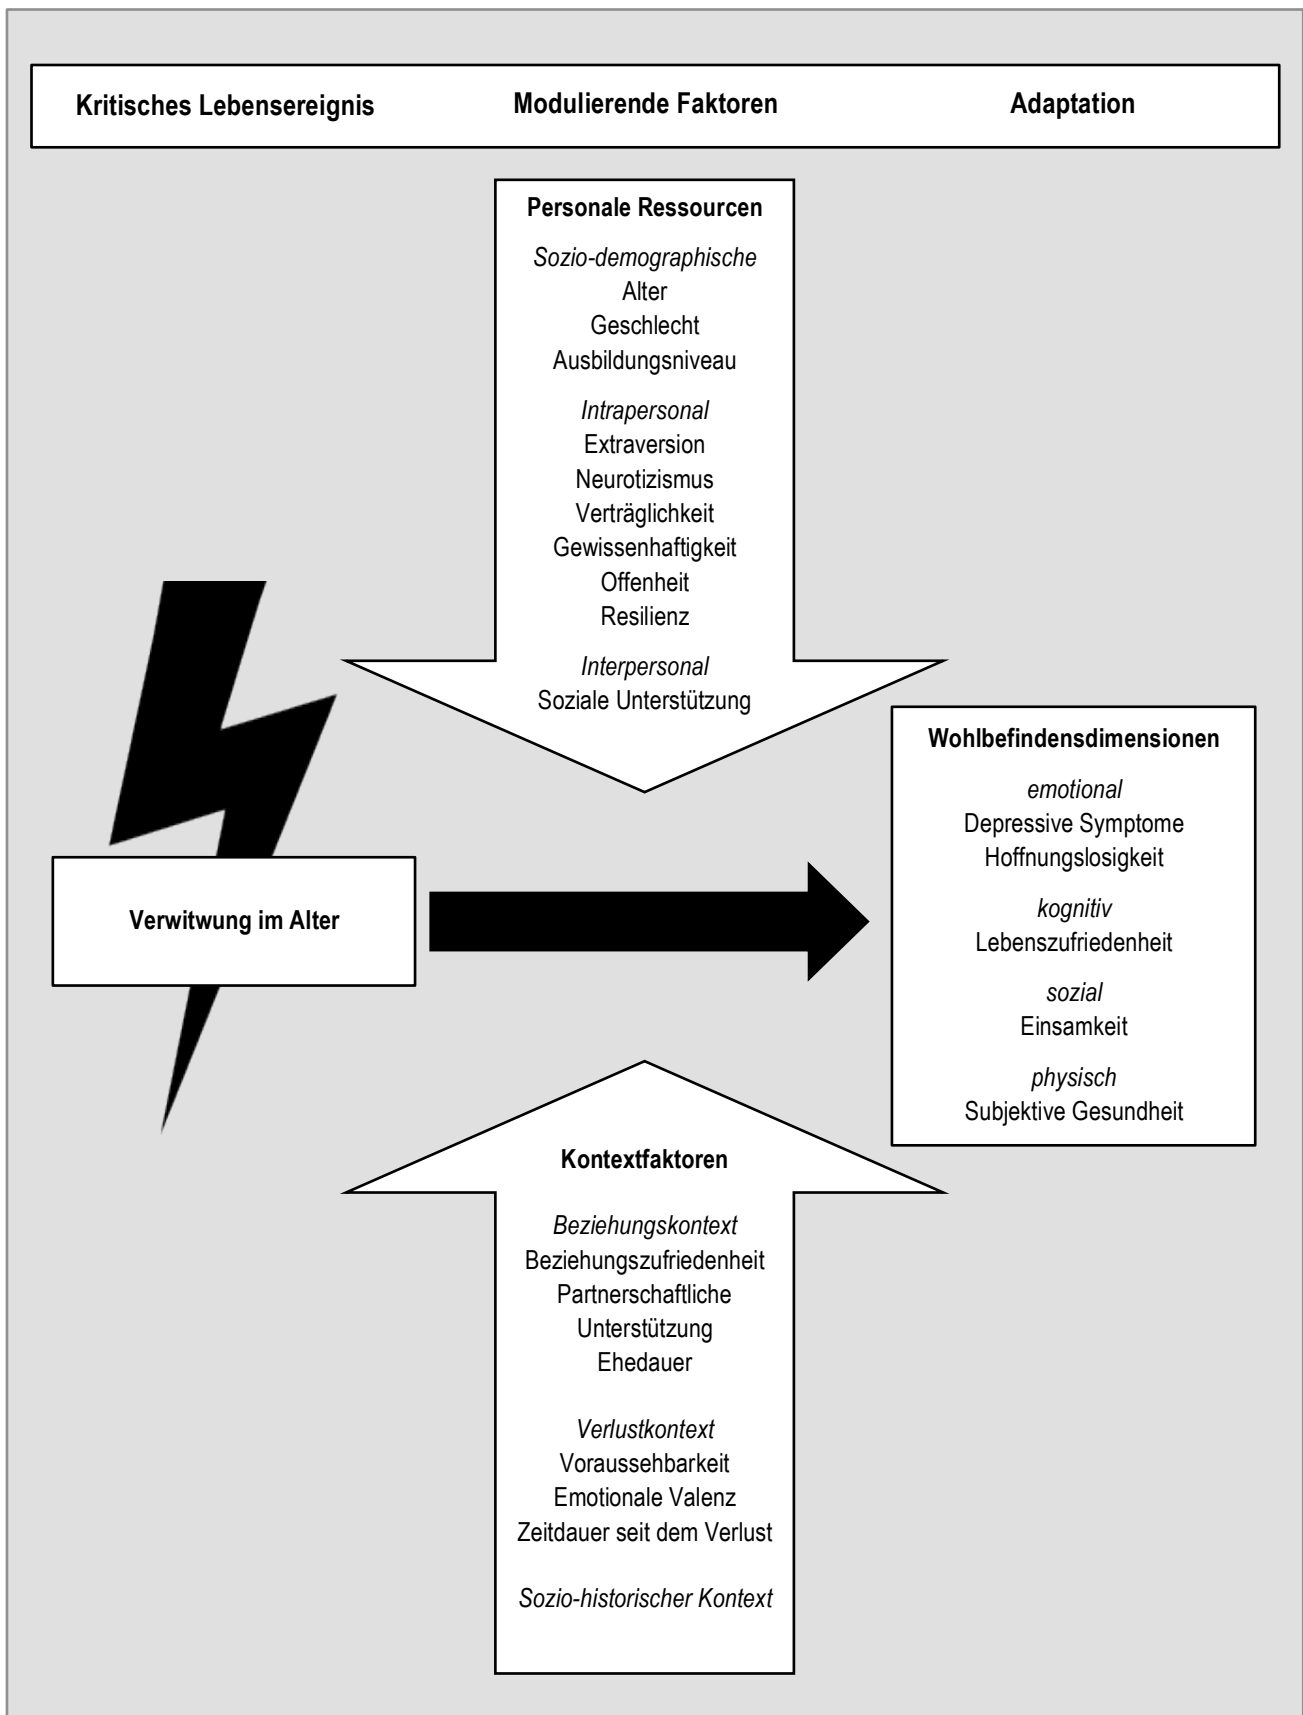 Kritisches Lebensereignis
Modulierende Faktoren
Adaptation
Personale Ressourcen
Sozio-demographische
Alter
Geschlecht
Ausbildungsniveau
Intrapersonal
Extraversion
Neurotizismus
Verträglichkeit
Gewissenhaftigkeit
Offenheit
Resilienz
Interpersonal
Soziale Unterstützung
Verwitwung im Alter
Wohlbefindensdimensionen
emotional
Depressive Symptome
Hoffnungslosigkeit
kognitiv
Lebenszufriedenheit
sozial
Einsamkeit
physisch
Subjektive Gesundheit
Kontextfaktoren
Beziehungskontext
Beziehungszufriedenheit
Partnerschaftliche
Unterstützung
Ehedauer
Verlustkontext
Voraussehbarkeit
Emotionale Valenz
Zeitdauer seit dem Verlust
Sozio-historischer Kontext